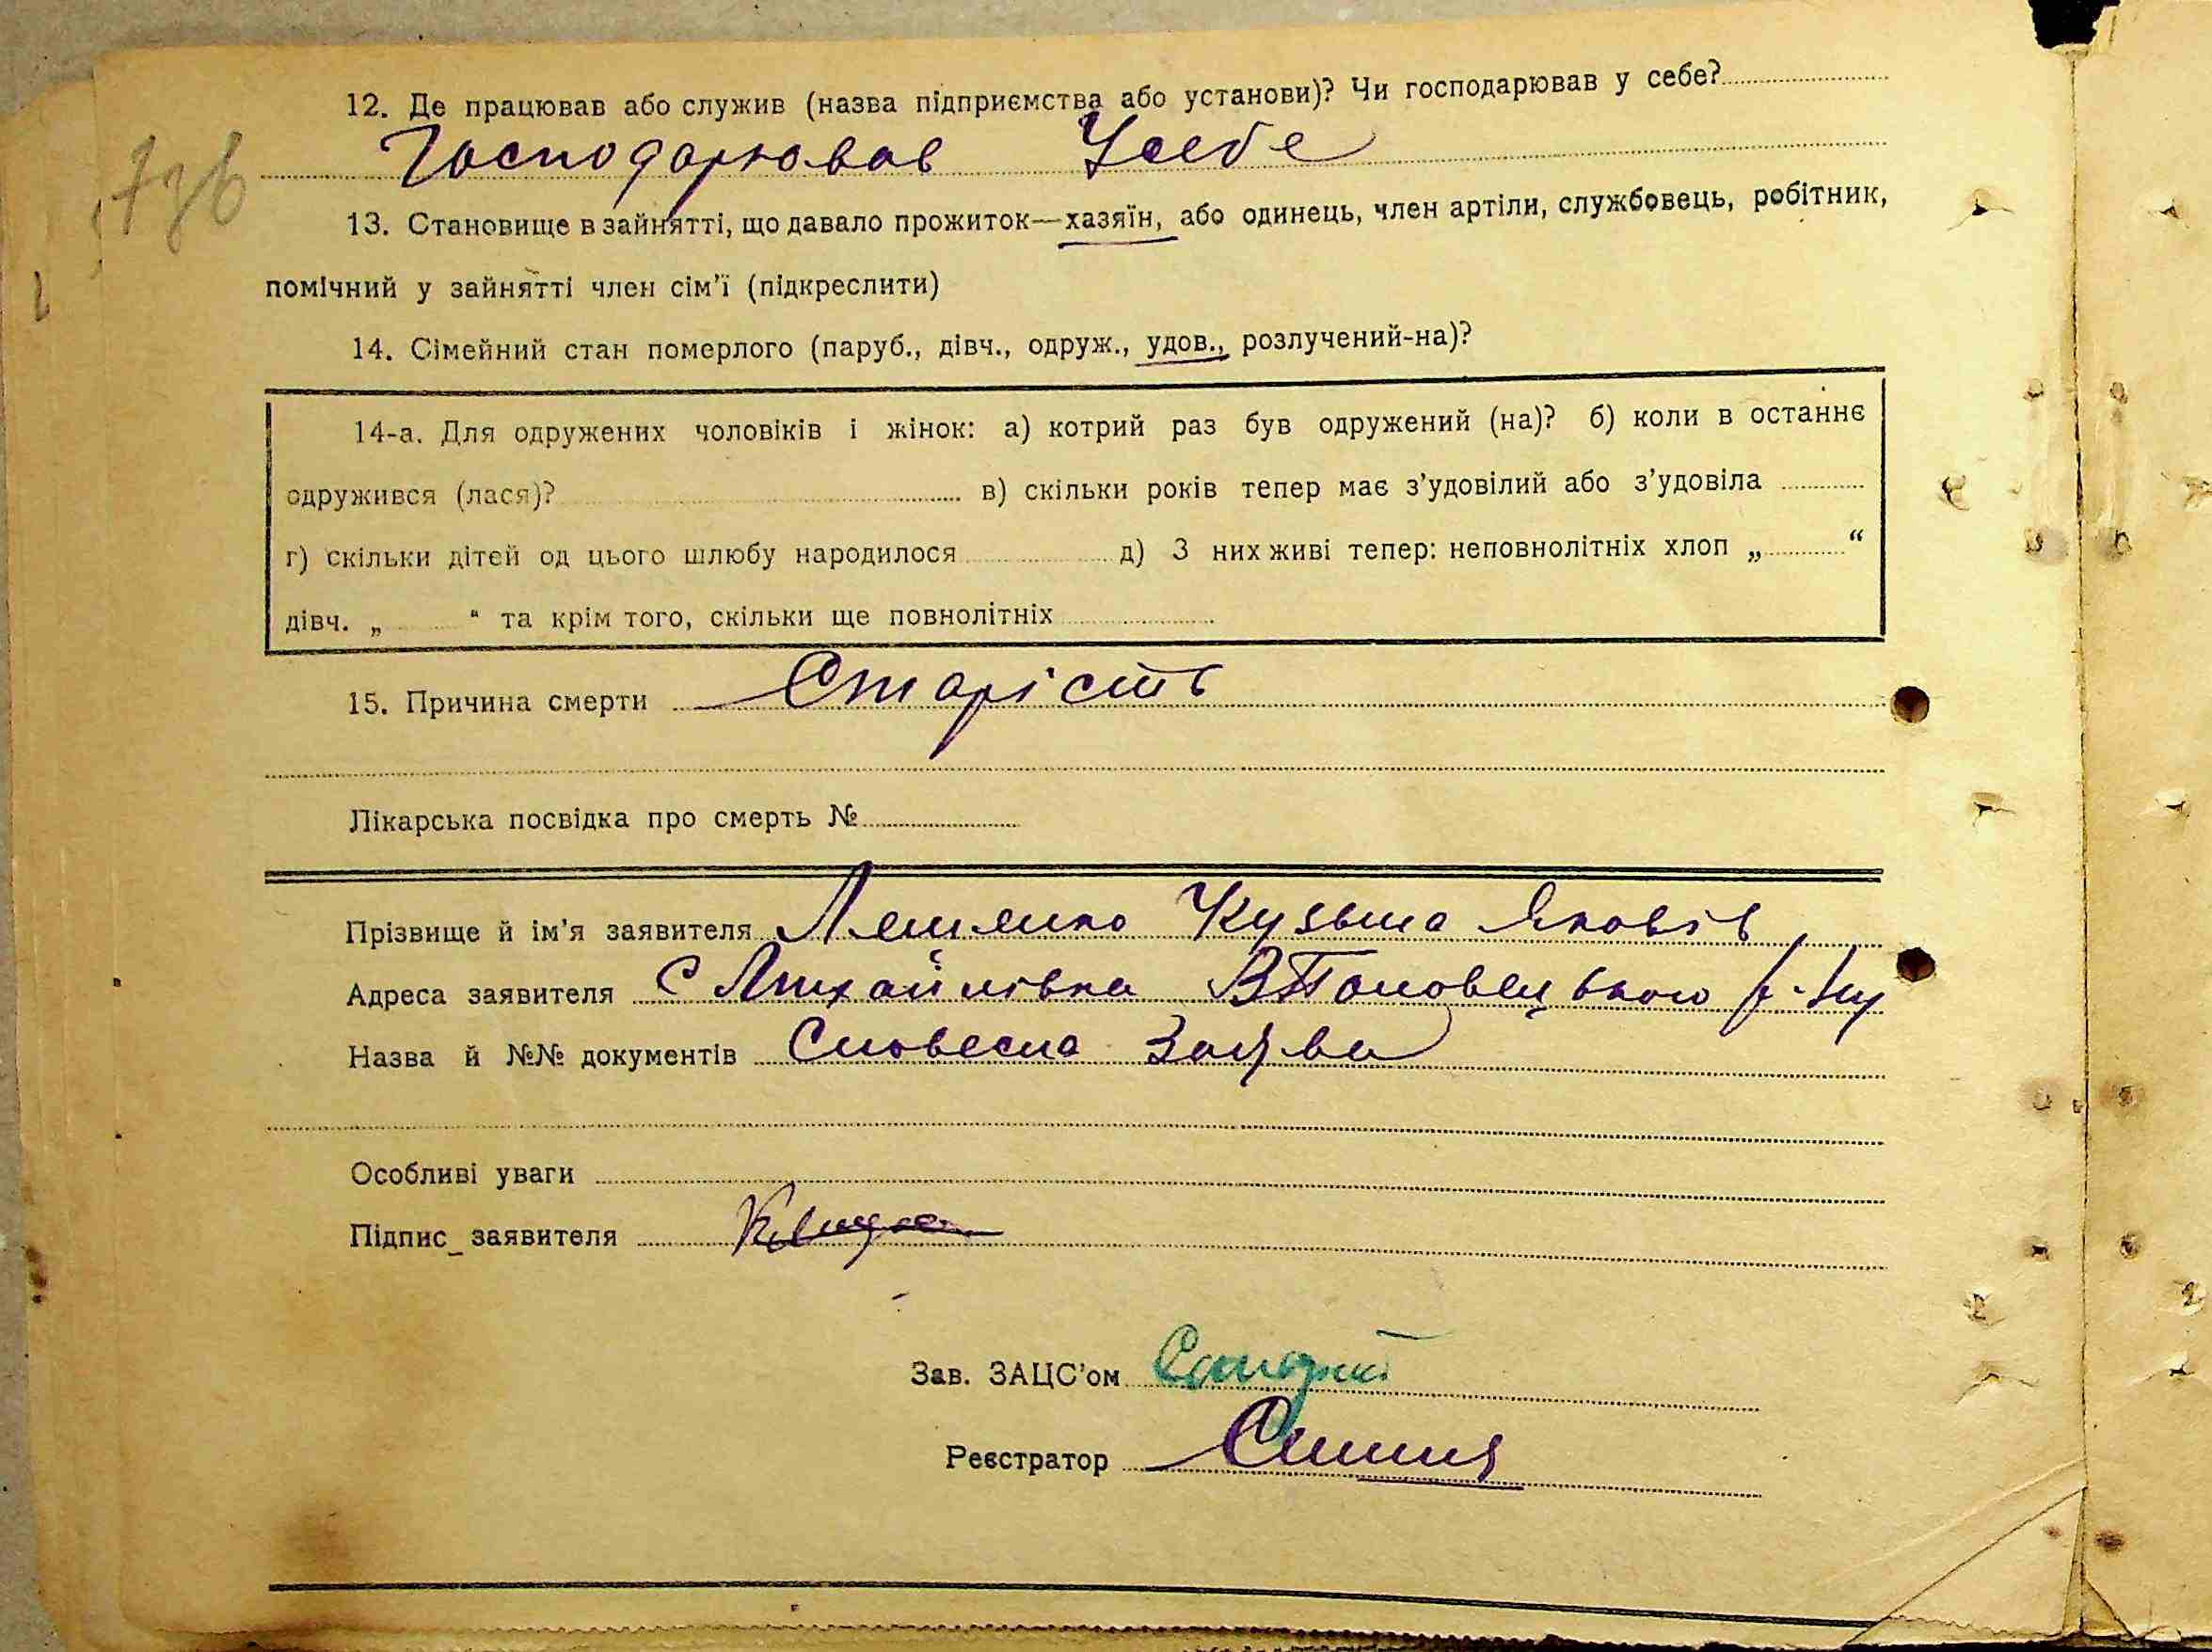 12. Де працював або служив (назва підприємства або установи)? Чи господарював у себе?
Господарював Усебе
13. Становище в зайнятті, що давало прожиток—хазяїн, або одинець, член артіли, службовець, робітник,
помічний у зайнятті член сім'ї (підкреслити)
14. Сімейний стан померлого (паруб., дівч., одруж., удов., розлучений-на)?
14-а. Для одружених чоловіків і жінок: а) котрий раз був одружений (на)? б) коли в останнє
одружився (лася)? в) скільки років тепер має з'удовілий або з'удовіла
г) скільки дітей од цього шлюбу народилося д) З них живі тепер: неповнолітніх хлоп „ “
дівч. „ “ та крім того, скільки ще повнолітніх
15. Причина смерти Старість
Лікарська посвідка про смерть №
Прізвище й ім'я заявителя Кузьма Яковів
Адреса заявителя С Михайлівка
Назва й №№ документів Словесна Заява
Особливі уваги
Підпис заявителя
Зав. ЗАЦС'ом
Реєстратор